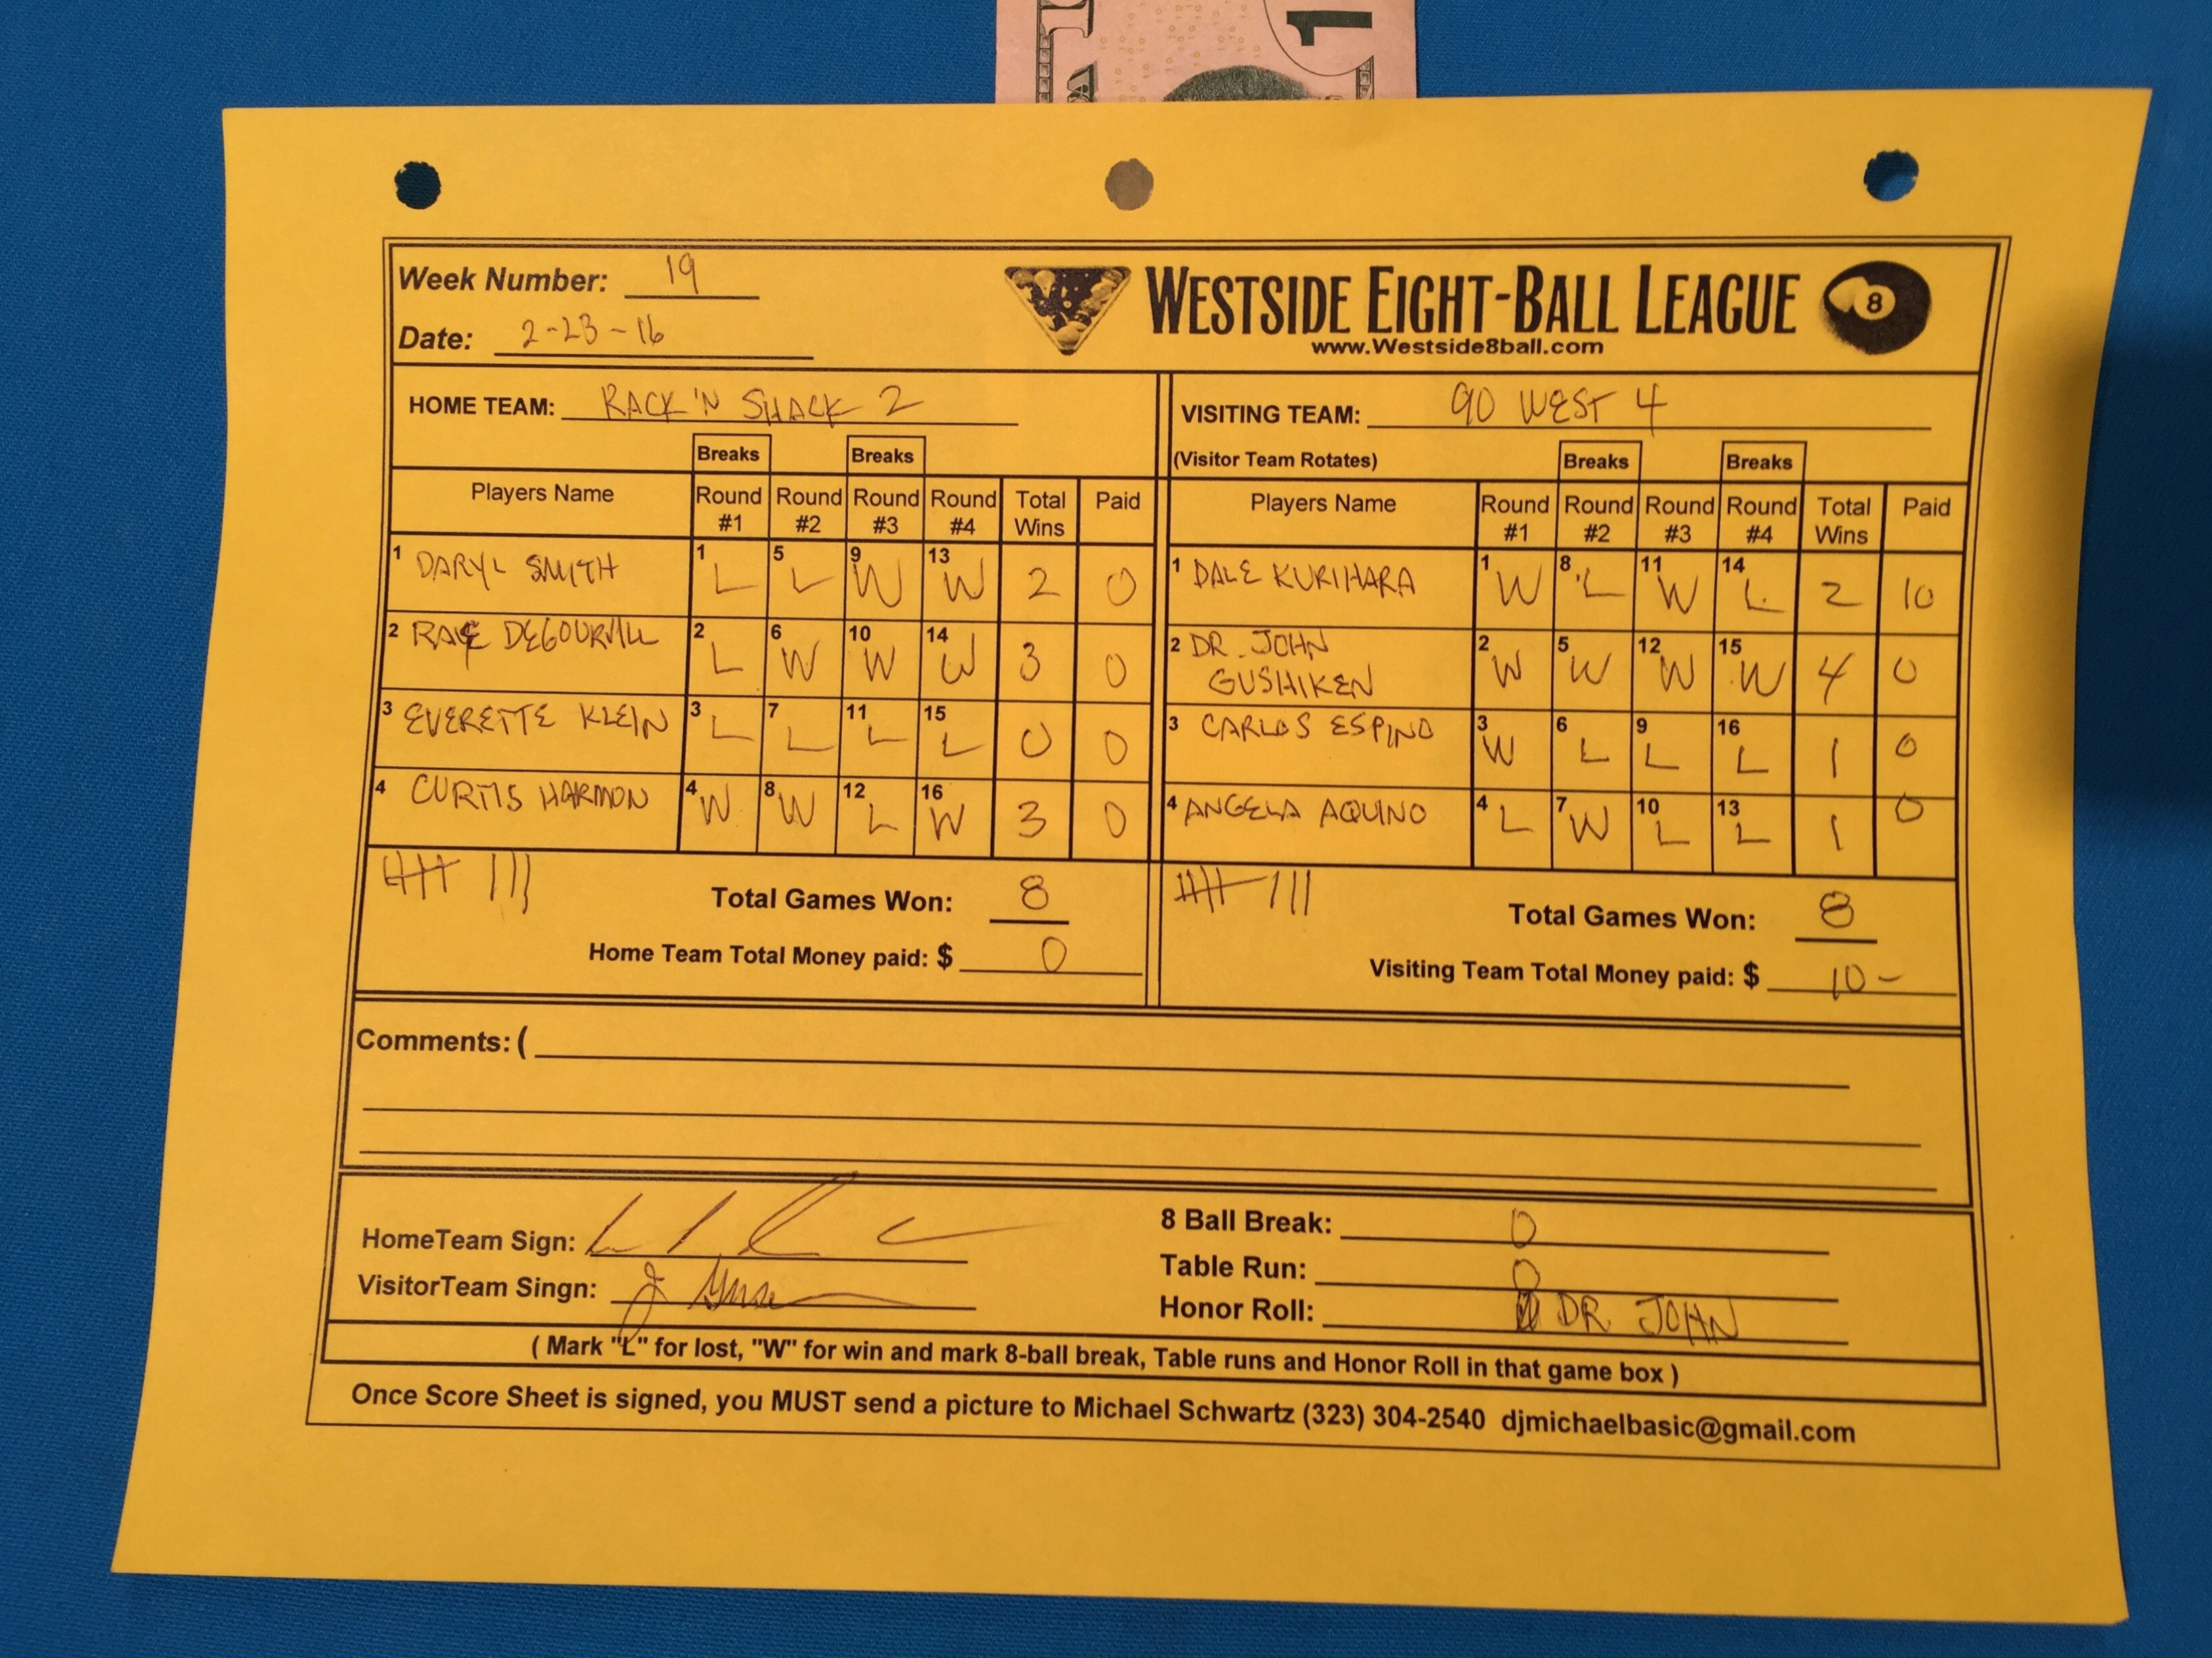 1
Week Number: 19
WESTSIDE EIGHT-BALL LEAGUE 8
www.Westside8ball.com
Date: 2-23-16
HOME TEAM: RACK 'N SHACK 2
VISITING TEAM: 90 WEST 4
(Visitor Team Rotates)
Breaks Breaks Breaks Breaks
Players Name Round #1 Round #2 Round #3 Round #4 Total Wins Paid Players Name Round #1 Round #2 Round #3 Round #4 Total Wins Paid
1 DARYL SMITH 1 L 5 L 9 W 13 W 2 0 1 DALE KURIHARA 1 W 8 L 11 W 14 L 2 10
2 2 L 6 W 10 W 14 W 3 0 2 DR. JOHN GUSHIKEN 2 W 5 W 12 W 15 W 4 0
3 EVERETTE KLEIN 3 L 7 L 11 L 15 L 0 0 3 CARLOS ESPINO 3 W 6 L 9 L 16 L 1 0
4 CURTIS HARMON 4 W 8 W 12 L 16 W 3 0 4 ANGELA AQUINO 4 L 7 W 10 L 13 L 1 0
Total Games Won: 8
Total Games Won: 8
Home Team Total Money paid: $ 0
Visiting Team Total Money paid: $ 10-
Comments: (
HomeTeam Sign:
8 Ball Break: 0
VisitorTeam Singn:
Table Run: 0
Honor Roll: DR. JOHN
( Mark "L" for lost, "W" for win and mark 8-ball break, Table runs and Honor Roll in that game box )
Once Score Sheet is signed, you MUST send a picture to Michael Schwartz (323) 304-2540 djmichaelbasic@gmail.com